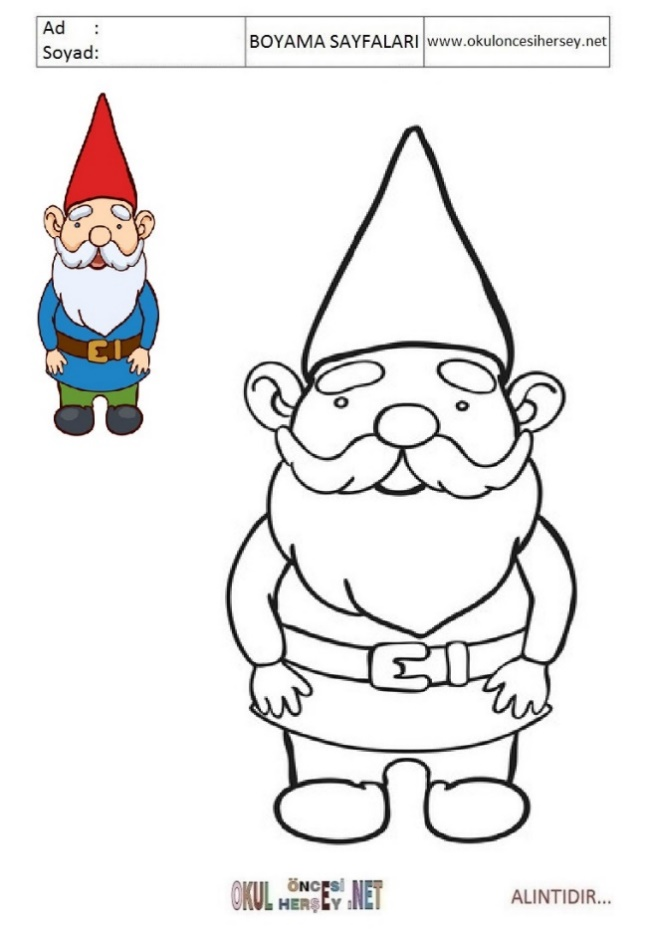 Ad :
Soyad:
BOYAMA SAYFALARI
www.okuloncesihersey.net
OKUL ÖNCESİ HERŞEY .NET
ALINTIDIR...